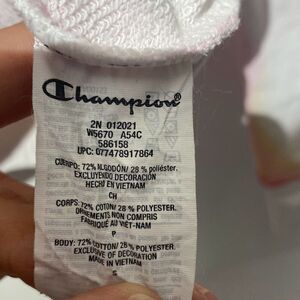 Champion
2N 012021
W5670 A54C
586158
UPC: 077478917864
CUERPO: 72% ALGODÓN/ 28 % poliéster.
EXCLUYENDO DECORACIÓN
HECHO EN VIETNAM
CH
CORPS: 72% COTON/ 28 % POLYESTER.
ORNEMENTS NON COMPRIS
FABRIQUÉ AU VIÊT-NAM
P
BODY: 72% COTTON/ 28 % POLYESTER.
EXCLUSIVE OF DECORATION
MADE IN VIETNAM
S